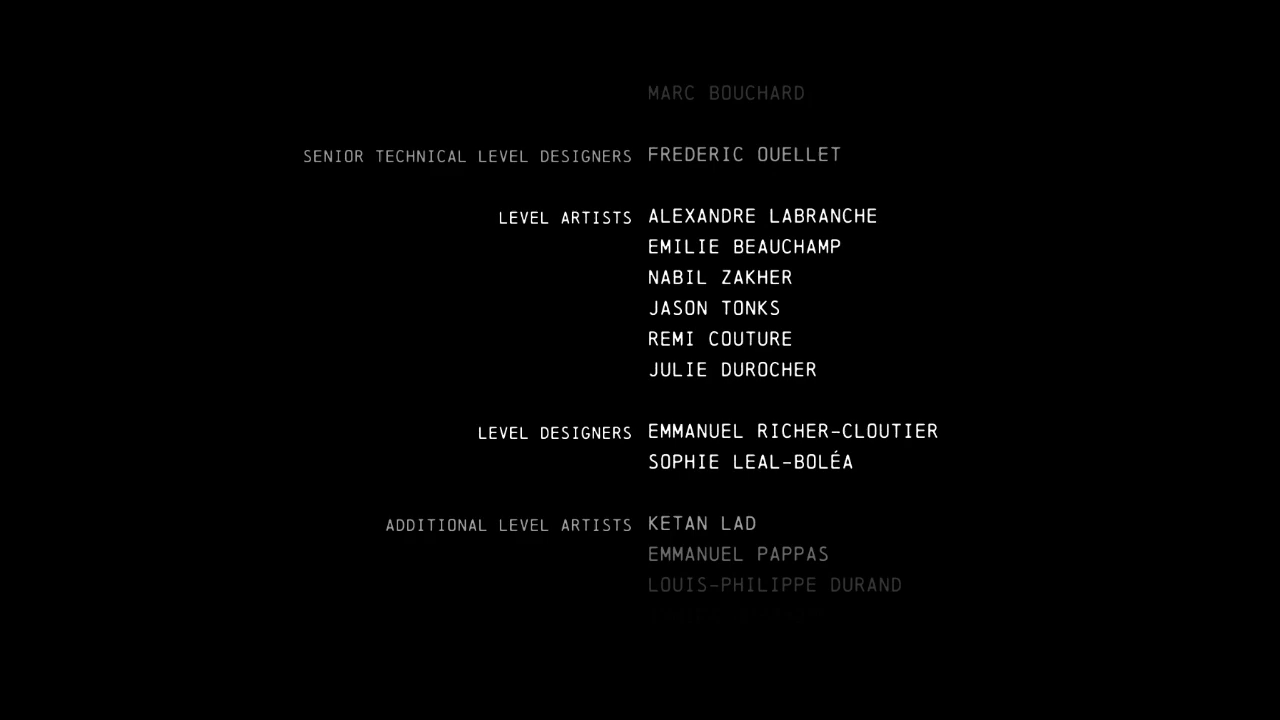 MARC BOUCHARD
SENIOR TECHNICAL LEVEL DESIGNERS FREDERIC OUELLET
LEVEL ARTISTS ALEXANDRE LABRANCHE
EMILIE BEAUCHAMP
NABIL ZAKHER
JASON TONKS
REMI COUTURE
JULIE DUROCHER
LEVEL DESIGNERS EMMANUEL RICHER-CLOUTIER
SOPHIE LEAL-BOLÉA
ADDITIONAL LEVEL ARTISTS KETAN LAD
EMMANUEL PAPPAS
LOUIS-PHILIPPE DURAND